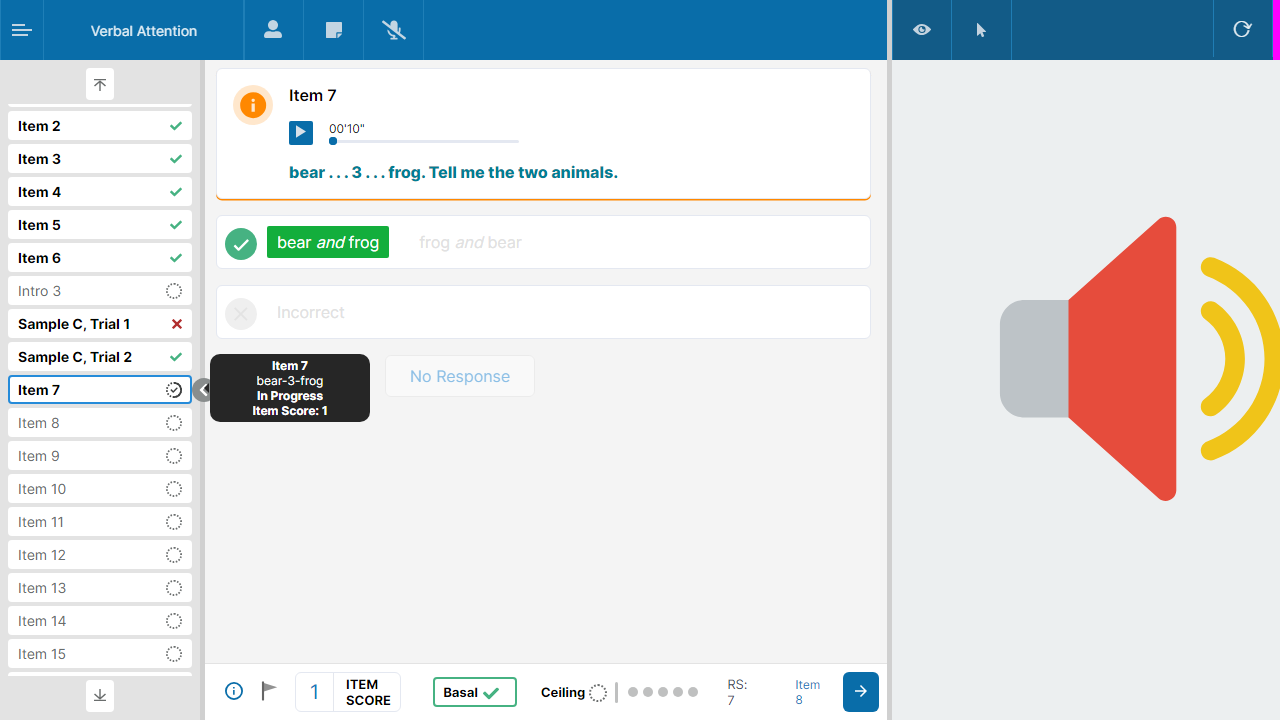 Verbal Attention
Item 2
Item 3
Item 4
Item 5
Item 6
Intro 3
Sample C, Trial 1
Sample C, Trial 2
Item 7
Item 8
Item 9
Item 10
Item 11
Item 12
Item 13
Item 14
Item 15
Item 7
00'10"
bear . . . 3 . . . frog. Tell me the two animals.
bear and frog frog and bear
Incorrect
Item 7
bear-3-frog
In Progress
Item Score: 1
No Response
1 ITEM
SCORE
Basal
Ceiling
RS:
7
Item
8